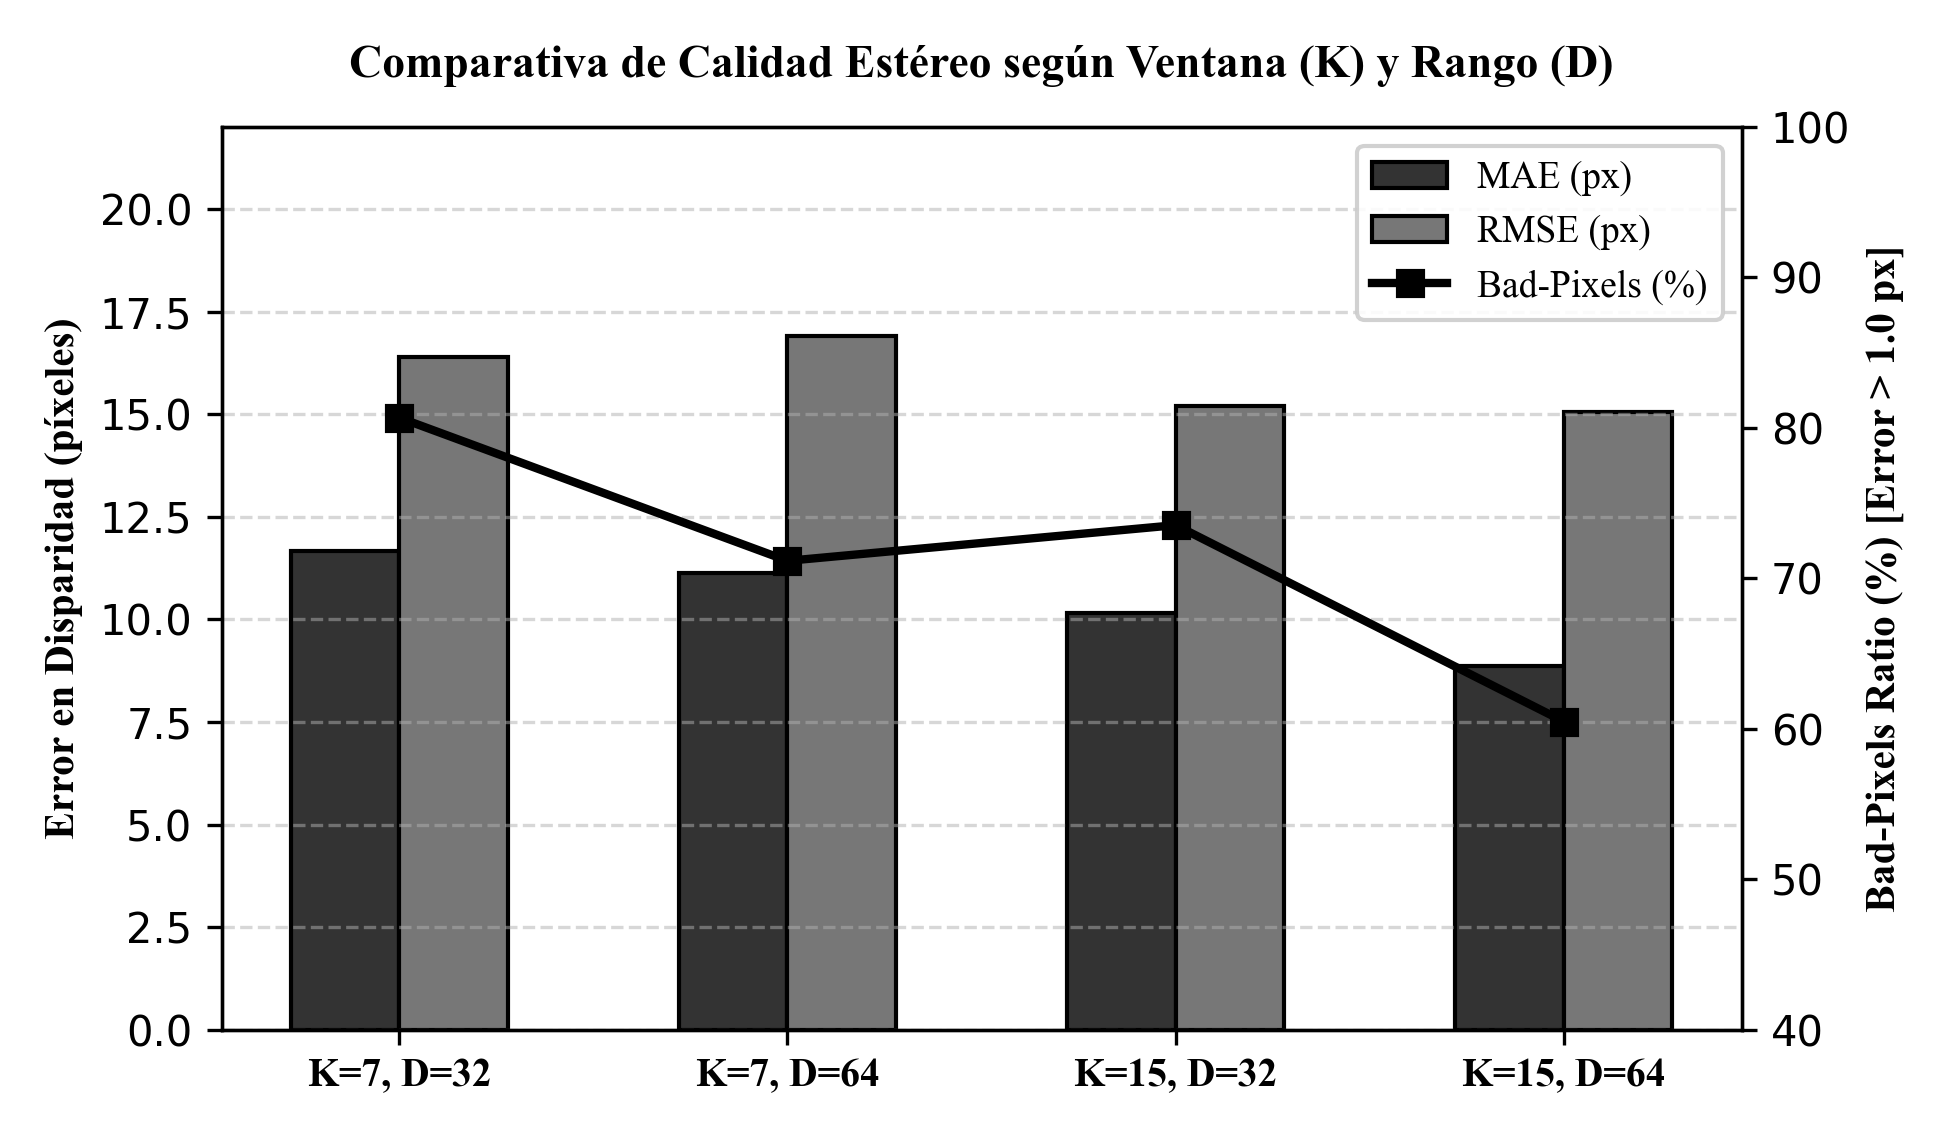 Comparativa de Calidad Estéreo según Ventana (K) y Rango (D)
MAE (px)
RMSE (px)
Bad-Pixels (%)
Error en Disparidad (píxeles)
20.0
17.5
15.0
12.5
10.0
7.5
5.0
2.5
0.0
100
90
80
70
60
50
40
Bad-Pixels Ratio (%) [Error > 1.0 px]
K=7, D=32
K=7, D=64
K=15, D=32
K=15, D=64